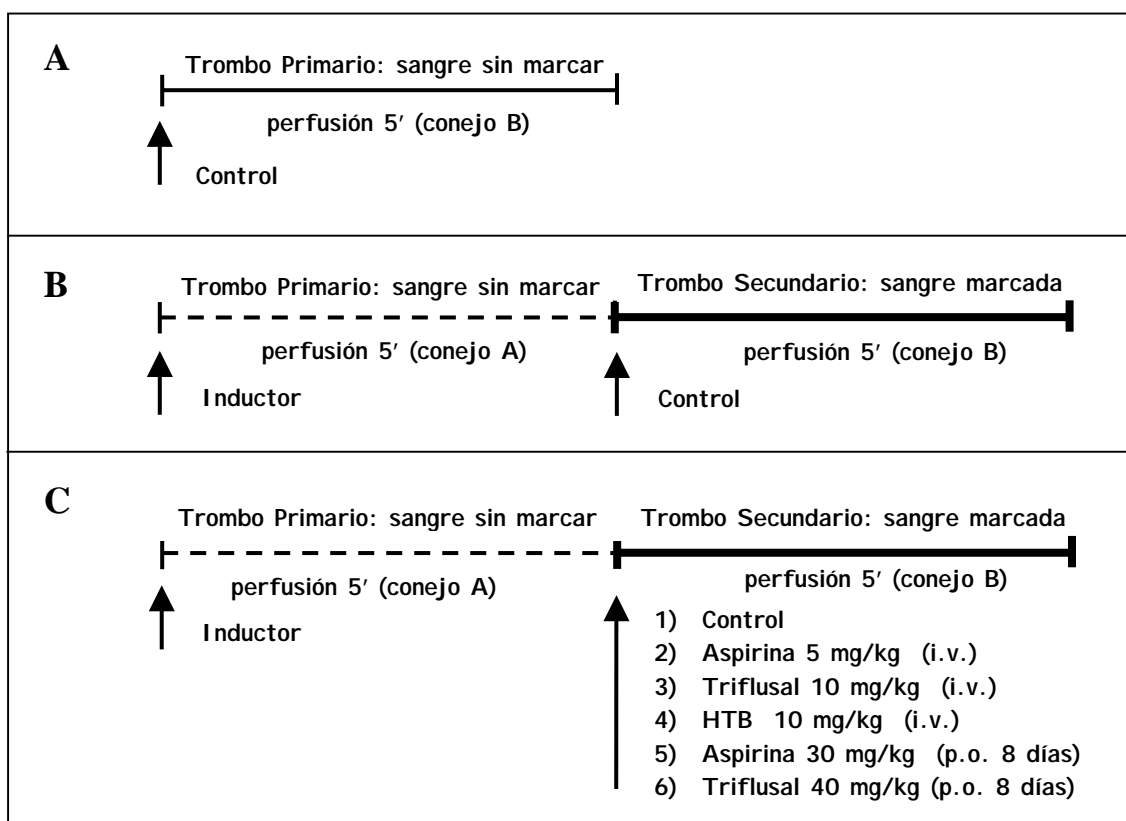 A
Trombo Primario: sangre sin marcar
perfusión 5' (conejo B)
Control
B
Trombo Primario: sangre sin marcar
Trombo Secundario: sangre marcada
perfusión 5' (conejo A)
perfusión 5' (conejo B)
Inductor
Control
C
Trombo Primario: sangre sin marcar
Trombo Secundario: sangre marcada
perfusión 5' (conejo A)
perfusión 5' (conejo B)
Inductor
1) Control
2) Aspirina 5 mg/kg (i.v.)
3) Triflusal 10 mg/kg (i.v.)
4) HTB 10 mg/kg (i.v.)
5) Aspirina 30 mg/kg (p.o. 8 días)
6) Triflusal 40 mg/kg (p.o. 8 días)